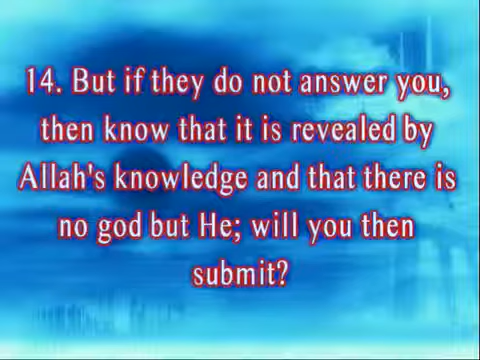 14. But if they do not answer you,
then know that it is revealed by
Allah's knowledge and that there is
no god but He; will you then
submit?